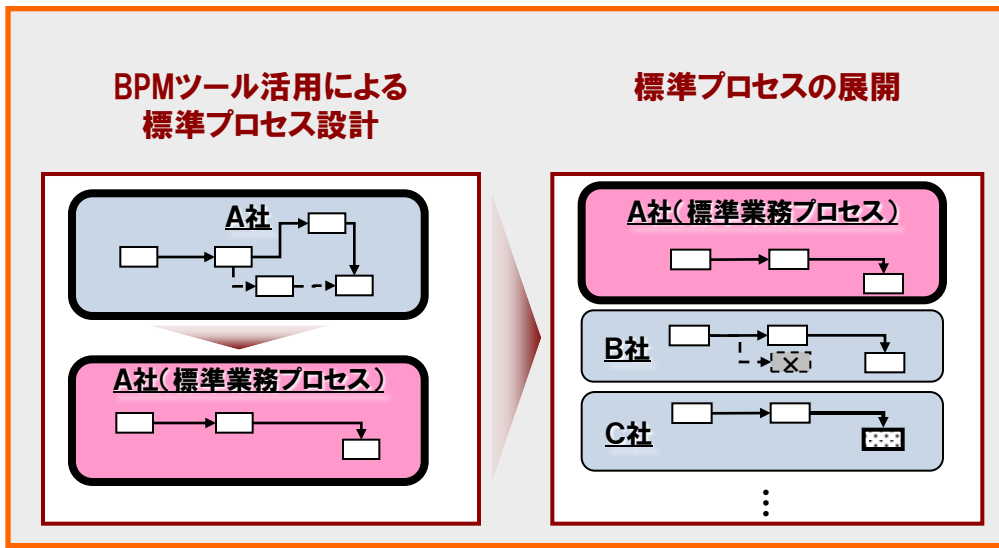 BPMツール活用による
標準プロセス設計
標準プロセスの展開
A社
A社(標準業務プロセス)
A社(標準業務プロセス)
B社
×
C社
⋮